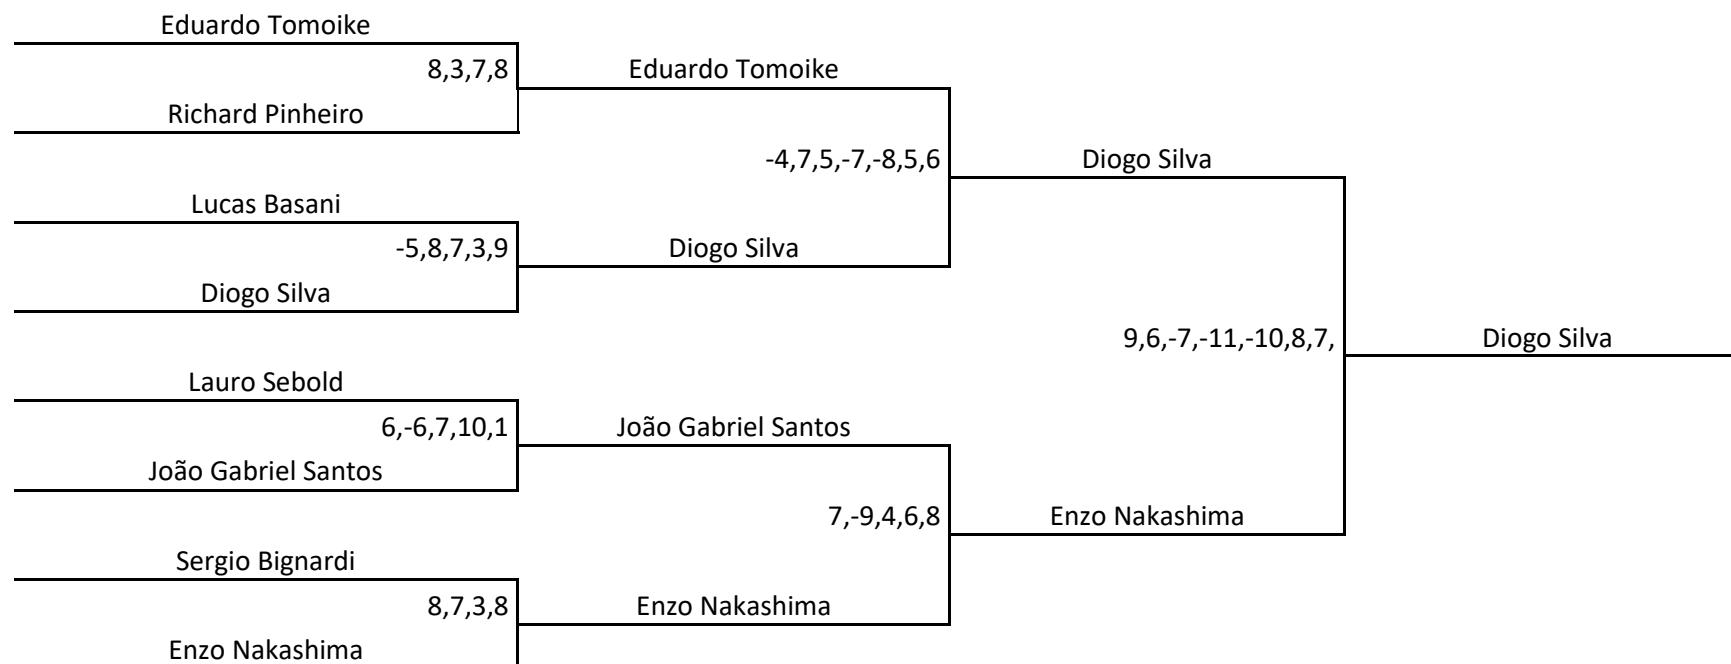 Eduardo Tomoike
8,3,7,8
Eduardo Tomoike
Richard Pinheiro
-4,7,5,-7,-8,5,6
Diogo Silva
Lucas Basani
-5,8,7,3,9
Diogo Silva
Diogo Silva
9,6,-7,-11,-10,8,7,
Diogo Silva
Lauro Sebold
6,-6,7,10,1
João Gabriel Santos
João Gabriel Santos
7,-9,4,6,8
Enzo Nakashima
Sergio Bignardi
8,7,3,8
Enzo Nakashima
Enzo Nakashima